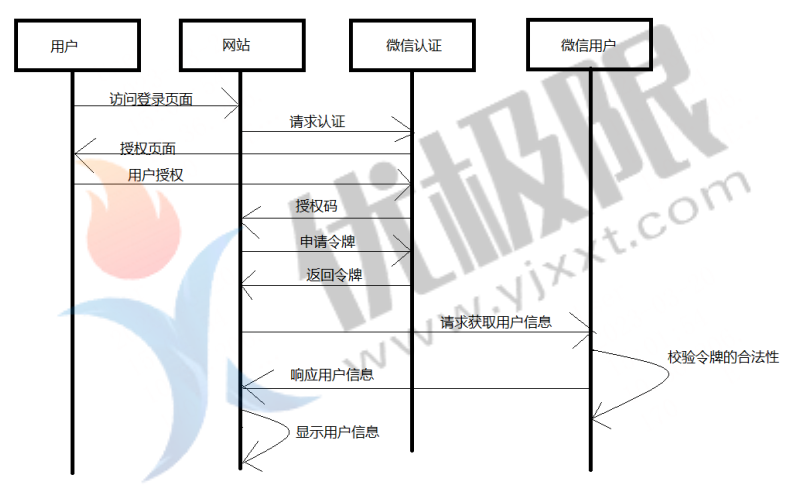 用户
网站
微信认证
微信用户
访问登录页面
请求认证
授权页面
用户授权
授权码
申请令牌
返回令牌
请求获取用户信息
校验令牌的合法性
响应用户信息
显示用户信息
优极限
www.yjxxt.com